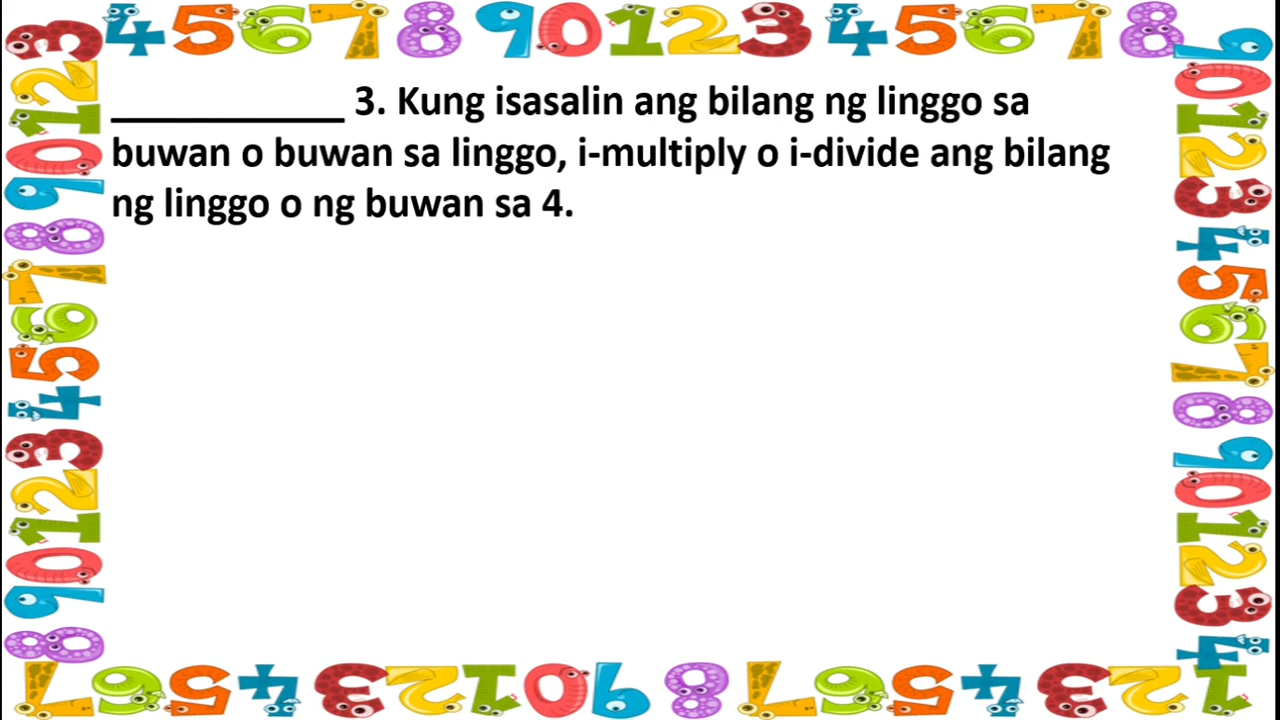 ___________ 3. Kung isasalin ang bilang ng linggo sa
buwan o buwan sa linggo, i-multiply o i-divide ang bilang
ng linggo o ng buwan sa 4.